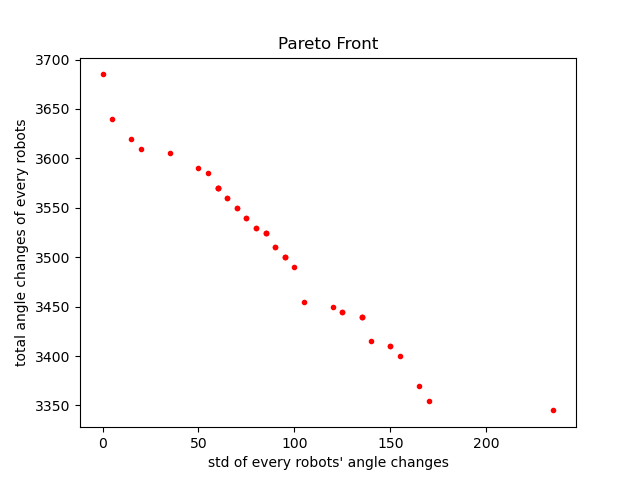 Pareto Front
total angle changes of every robots
3700
3650
3600
3550
3500
3450
3400
3350
0 50 100 150 200
std of every robots' angle changes